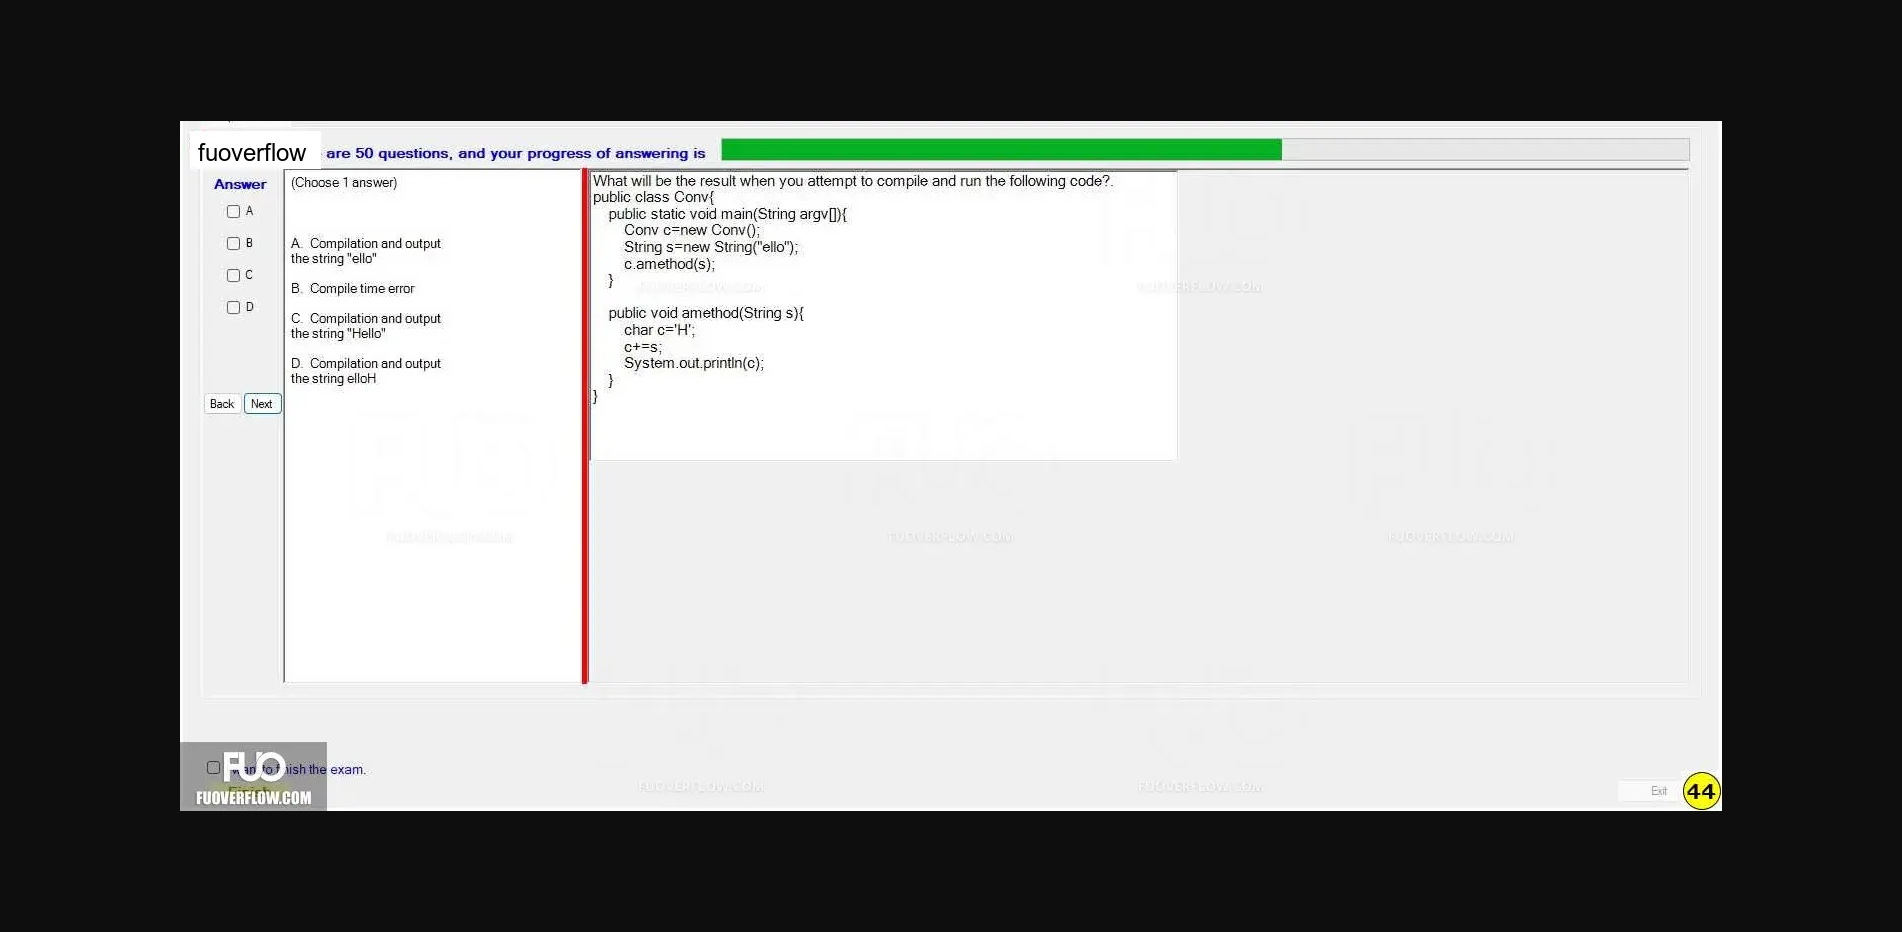 fuoverflow
are 50 questions, and your progress of answering is
Answer
A
B
C
D
Back Next
(Choose 1 answer)
A. Compilation and output
the string "ello"
B. Compile time error
C. Compilation and output
the string "Hello"
D. Compilation and output
the string elloH
What will be the result when you attempt to compile and run the following code?.
public class Conv{
public static void main(String argv[]){
Conv c=new Conv();
String s=new String("ello");
c.amethod(s);
}
public void amethod(String s){
char c='H';
c+=s;
System.out.println(c);
}
}
FUOVERFLOW.COM
FUOVERFLOW.COM
FUOVERFLOW.COM
FUOVERFLOW.COM
FUOVERFLOW.COM
FUO
want to finish the exam.
Finish
FUOVERFLOW.COM
FUOVERFLOW.COM
FUOVERFLOW.COM
Exit
44